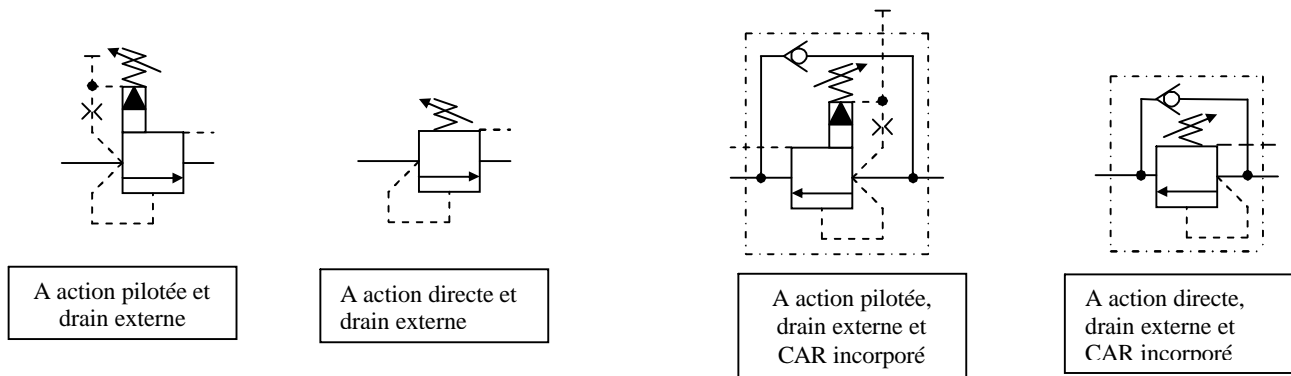 A action pilotée et
drain externe
A action directe et
drain externe
A action pilotée,
drain externe et
CAR incorporé
A action directe,
drain externe et
CAR incorporé